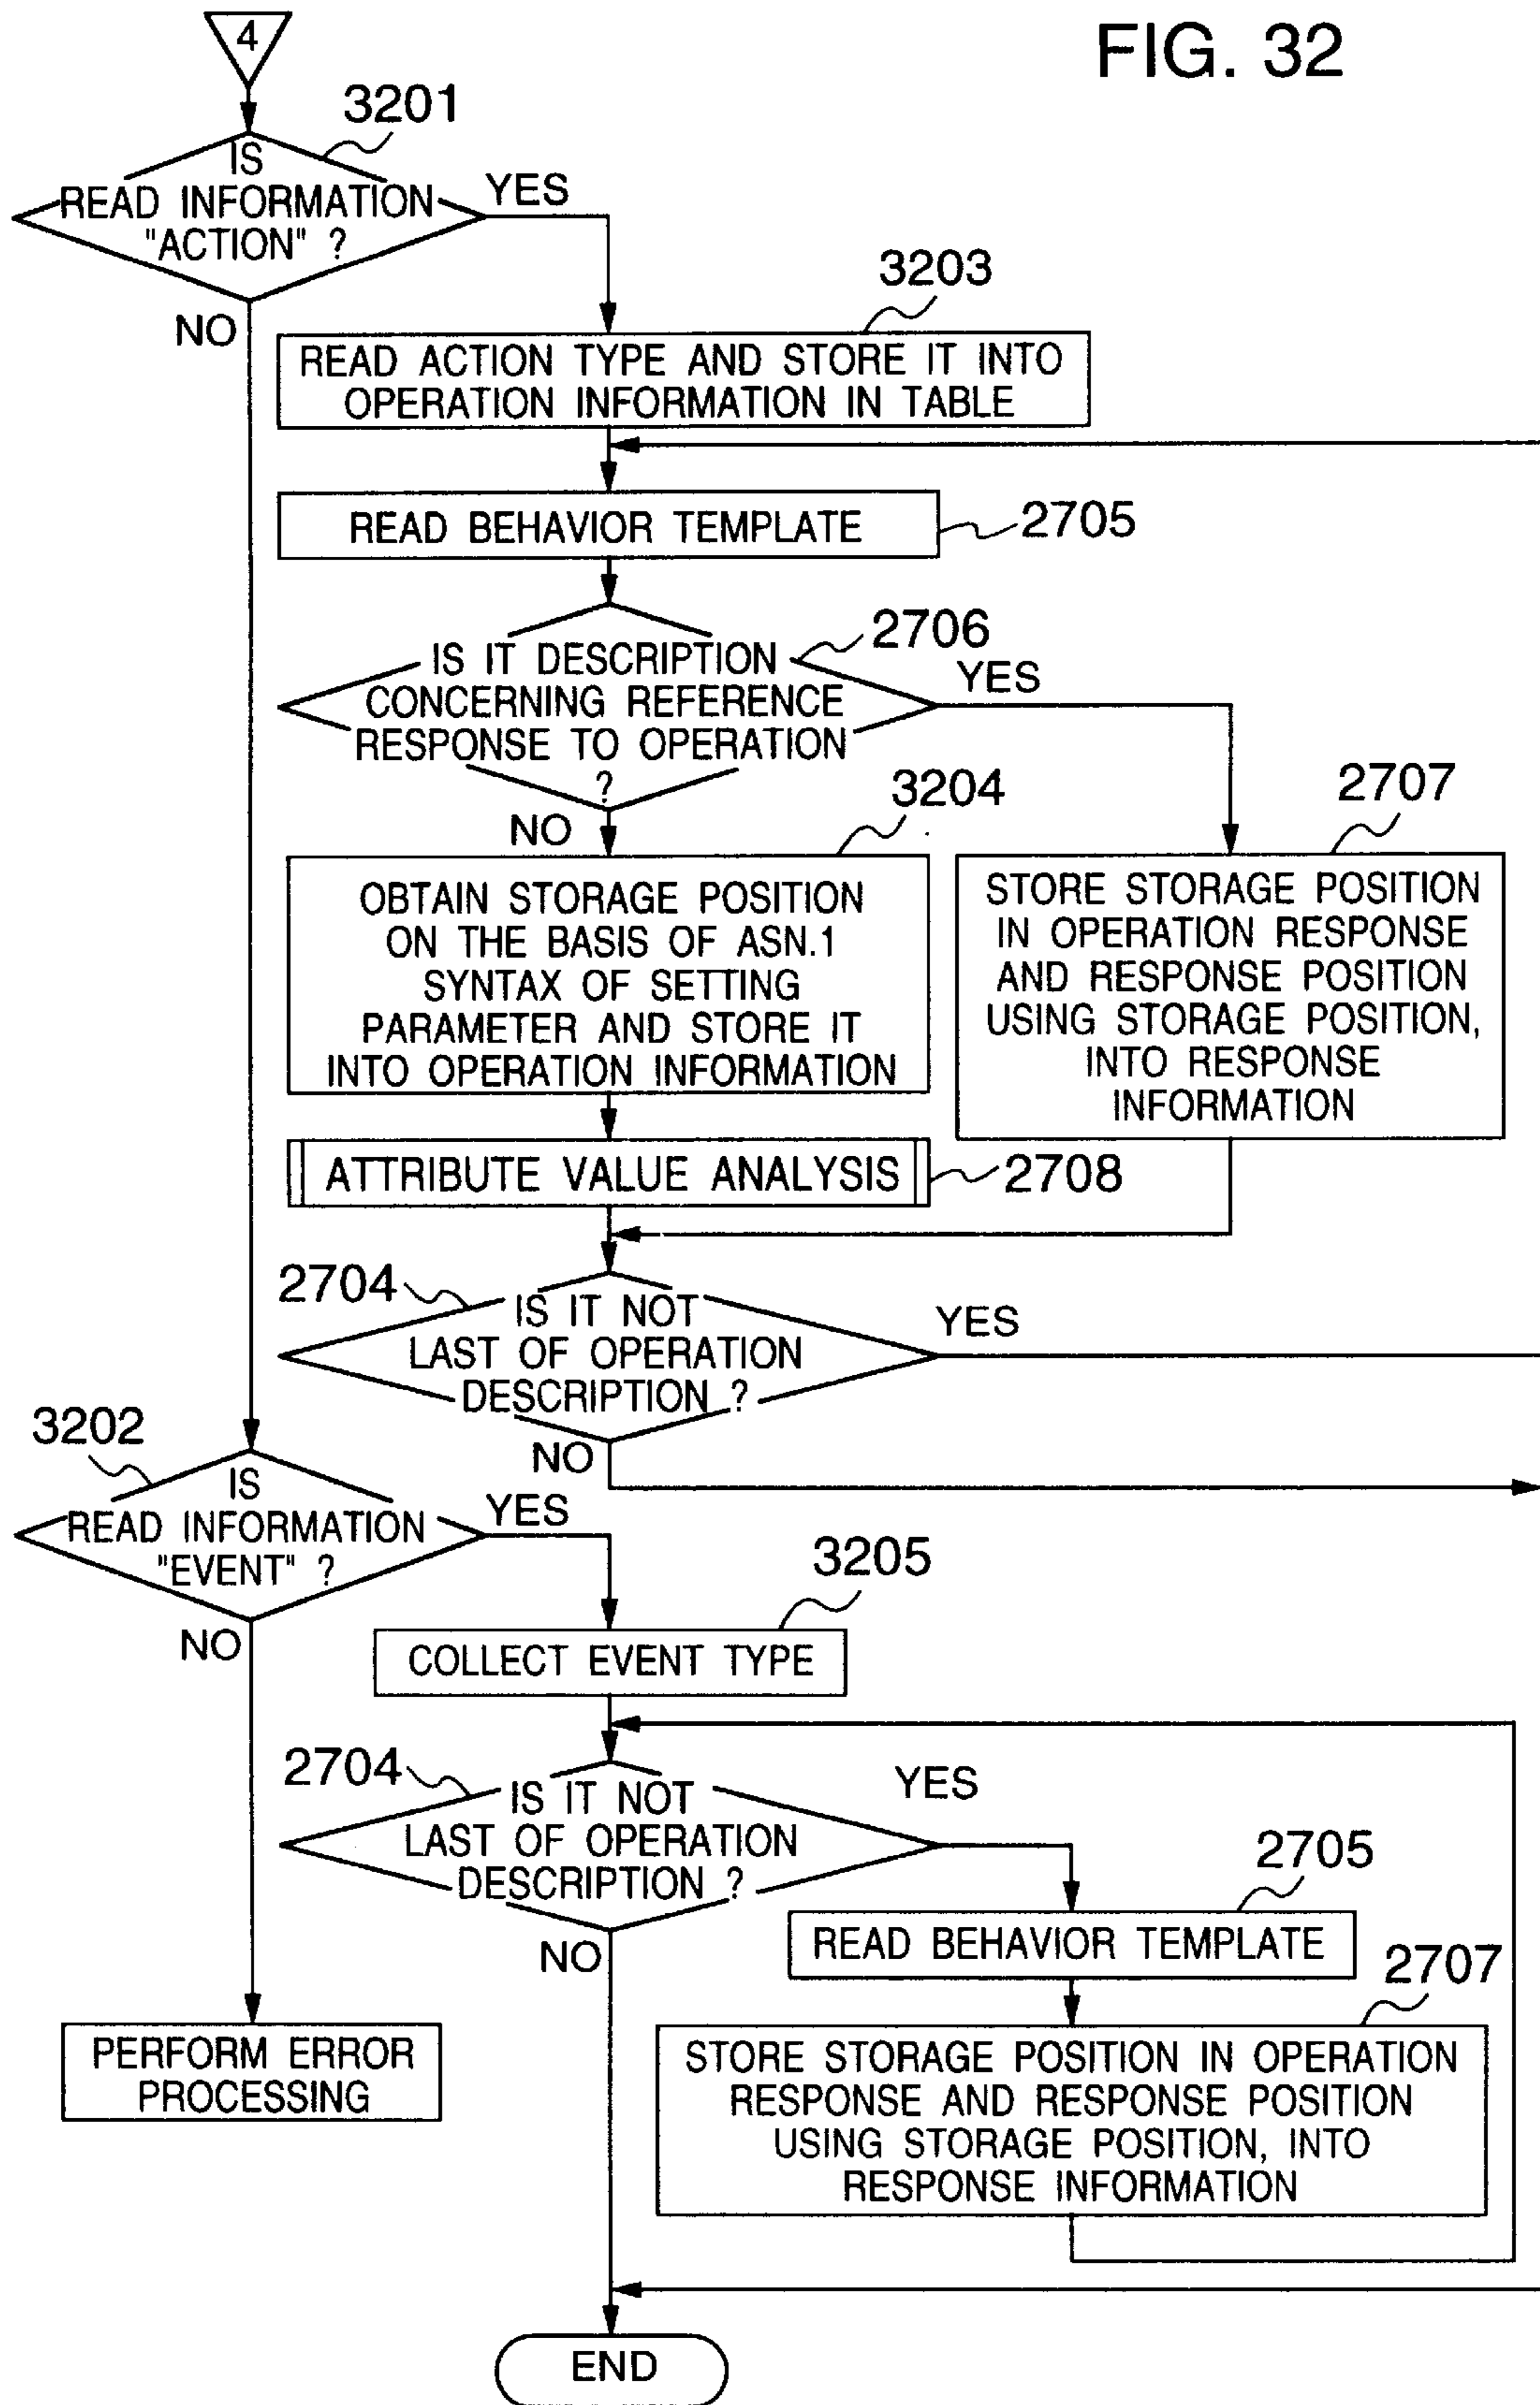 FIG. 32
4
3201
IS
READ INFORMATION
"ACTION" ?
YES
NO
3203
READ ACTION TYPE AND STORE IT INTO
OPERATION INFORMATION IN TABLE
READ BEHAVIOR TEMPLATE
2705
2706
IS IT DESCRIPTION
CONCERNING REFERENCE
RESPONSE TO OPERATION
?
YES
NO
3204
OBTAIN STORAGE POSITION
ON THE BASIS OF ASN.1
SYNTAX OF SETTING
PARAMETER AND STORE IT
INTO OPERATION INFORMATION
2707
STORE STORAGE POSITION
IN OPERATION RESPONSE
AND RESPONSE POSITION
USING STORAGE POSITION,
INTO RESPONSE
INFORMATION
ATTRIBUTE VALUE ANALYSIS
2708
2704
IS IT NOT
LAST OF OPERATION
DESCRIPTION ?
YES
NO
3202
IS
READ INFORMATION
"EVENT" ?
YES
NO
3205
COLLECT EVENT TYPE
2704
IS IT NOT
LAST OF OPERATION
DESCRIPTION ?
YES
NO
2705
READ BEHAVIOR TEMPLATE
2707
STORE STORAGE POSITION IN OPERATION
RESPONSE AND RESPONSE POSITION
USING STORAGE POSITION, INTO
RESPONSE INFORMATION
PERFORM ERROR
PROCESSING
END